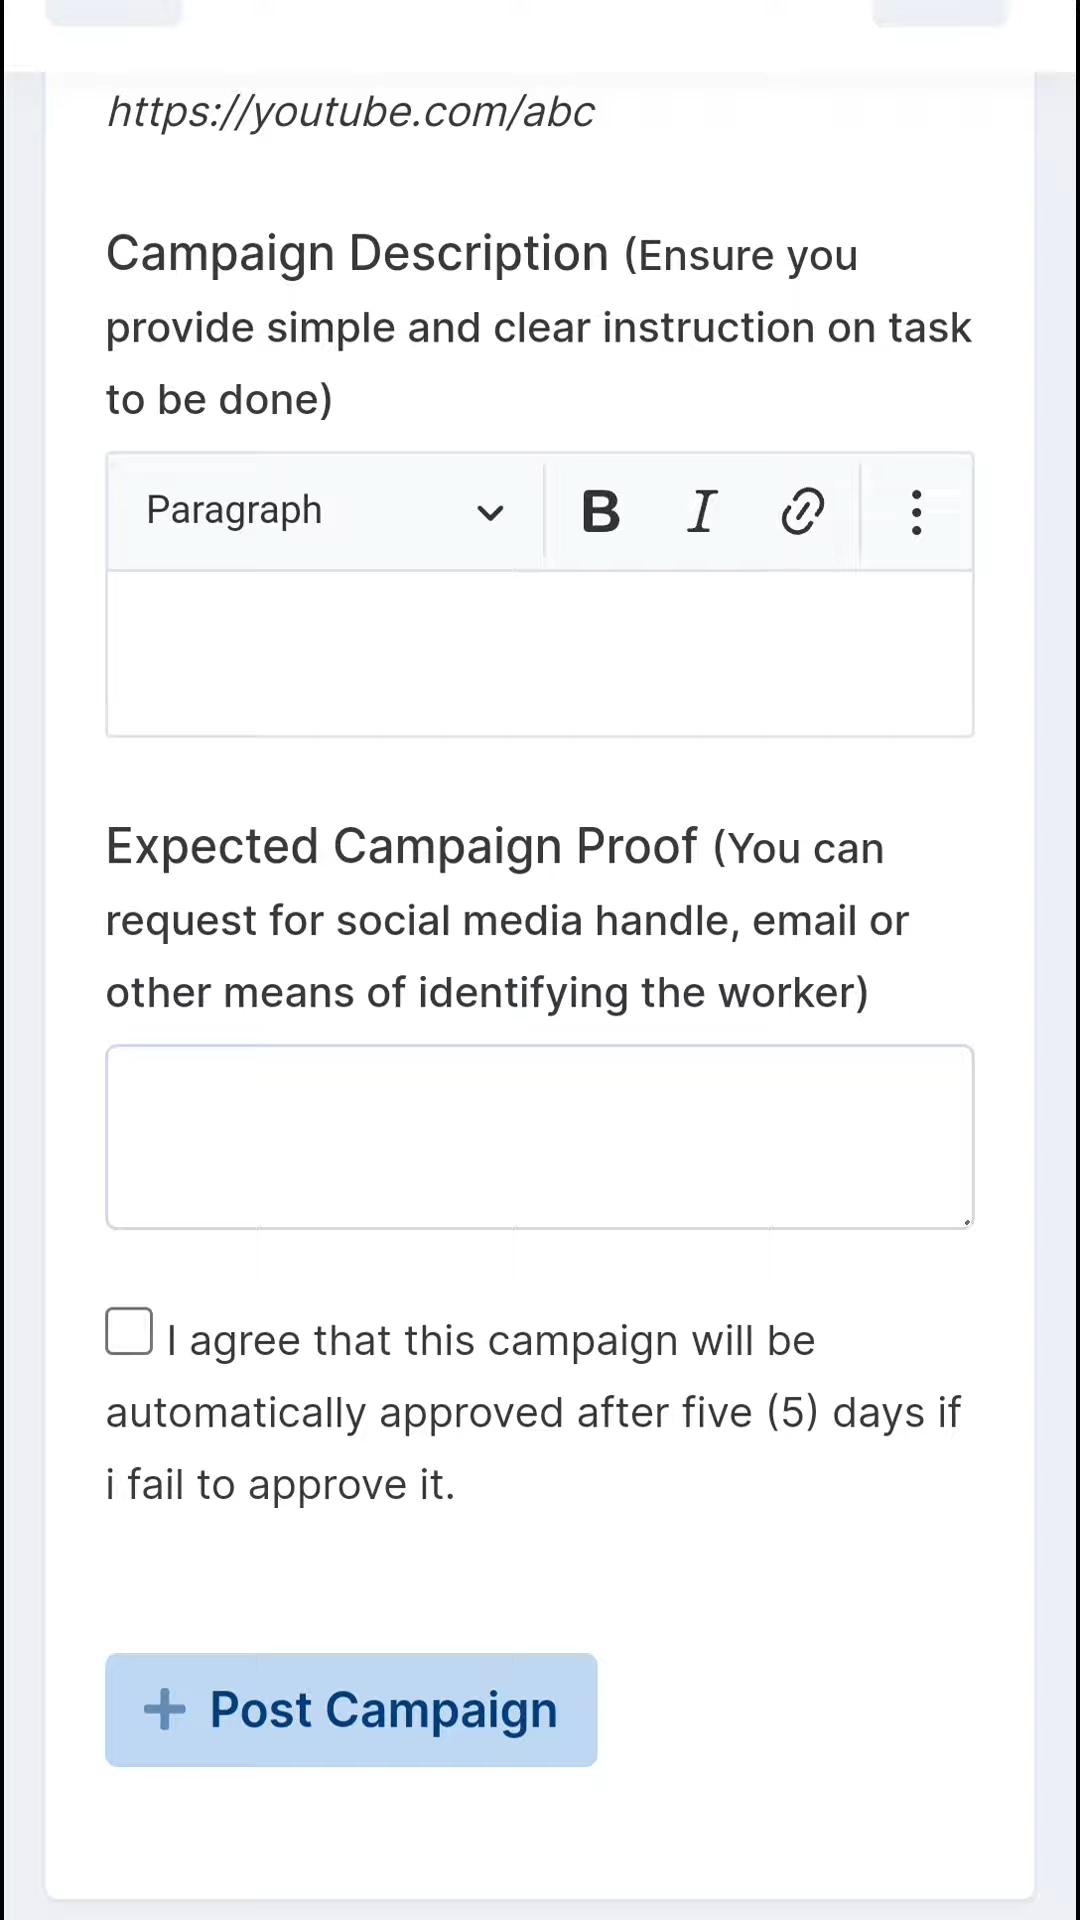 https://youtube.com/abc
Campaign Description (Ensure you
provide simple and clear instruction on task
to be done)
Paragraph B I
Expected Campaign Proof (You can
request for social media handle, email or
other means of identifying the worker)
I agree that this campaign will be
automatically approved after five (5) days if
i fail to approve it.
+ Post Campaign